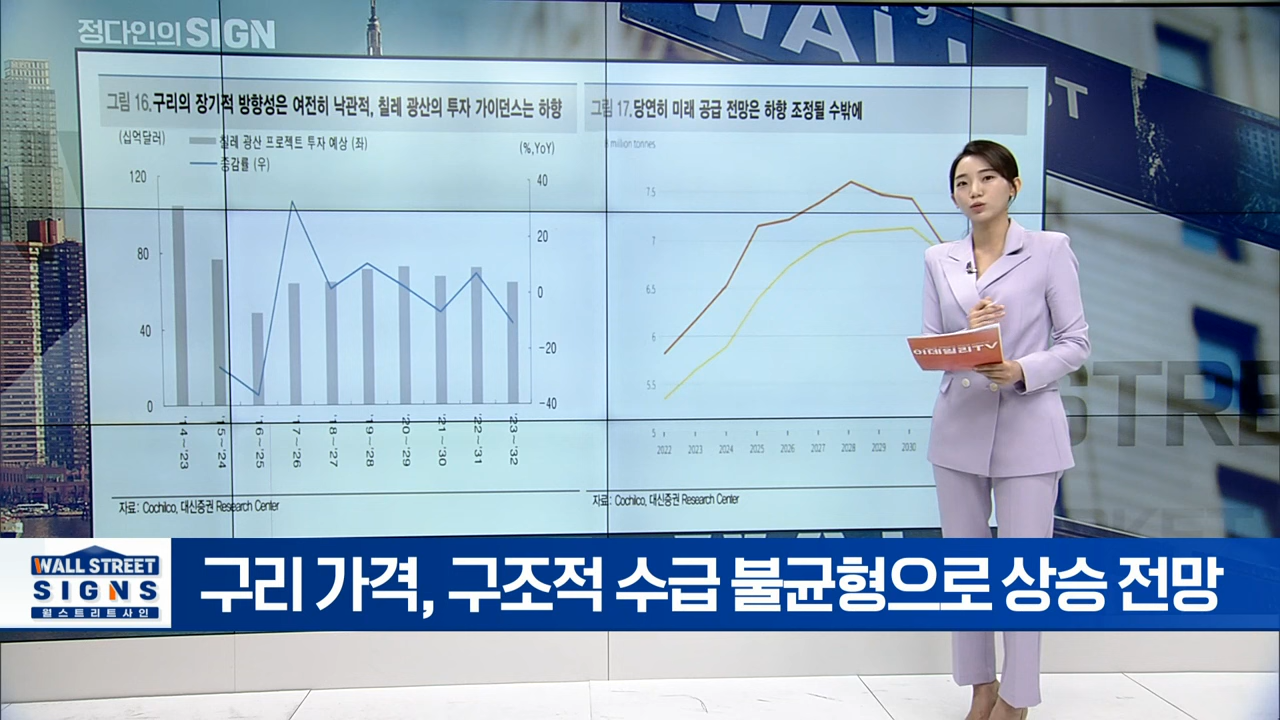 정다인의 SIGN
WALL
ST
그림 16. 구리의 장기적 방향성은 여전히 낙관적, 칠레 광산의 투자 가이던스는 하향
(십억달러)
칠레 광산 프로젝트 투자 예상 (좌)
증감률 (우)
(%,YoY)
120
80
40
0
40
20
0
-20
-40
'14~'23
'15~'24
'16~'25
'17~'26
'18~'27
'19~'28
'20~'29
'21~'30
'22~'31
'23~'32
자료: Cochilco, 대신증권 Research Center
그림 17. 당연히 미래 공급 전망은 하향 조정될 수밖에
million tonnes
7.5
7
6.5
6
5.5
5
2022 2023 2024 2025 2026 2027 2028 2029 2030
자료: Cochilco, 대신증권 Research Center
이데일리TV
STRE
WALL STREET
SIGNS
월스트리트사인
구리 가격, 구조적 수급 불균형으로 상승 전망